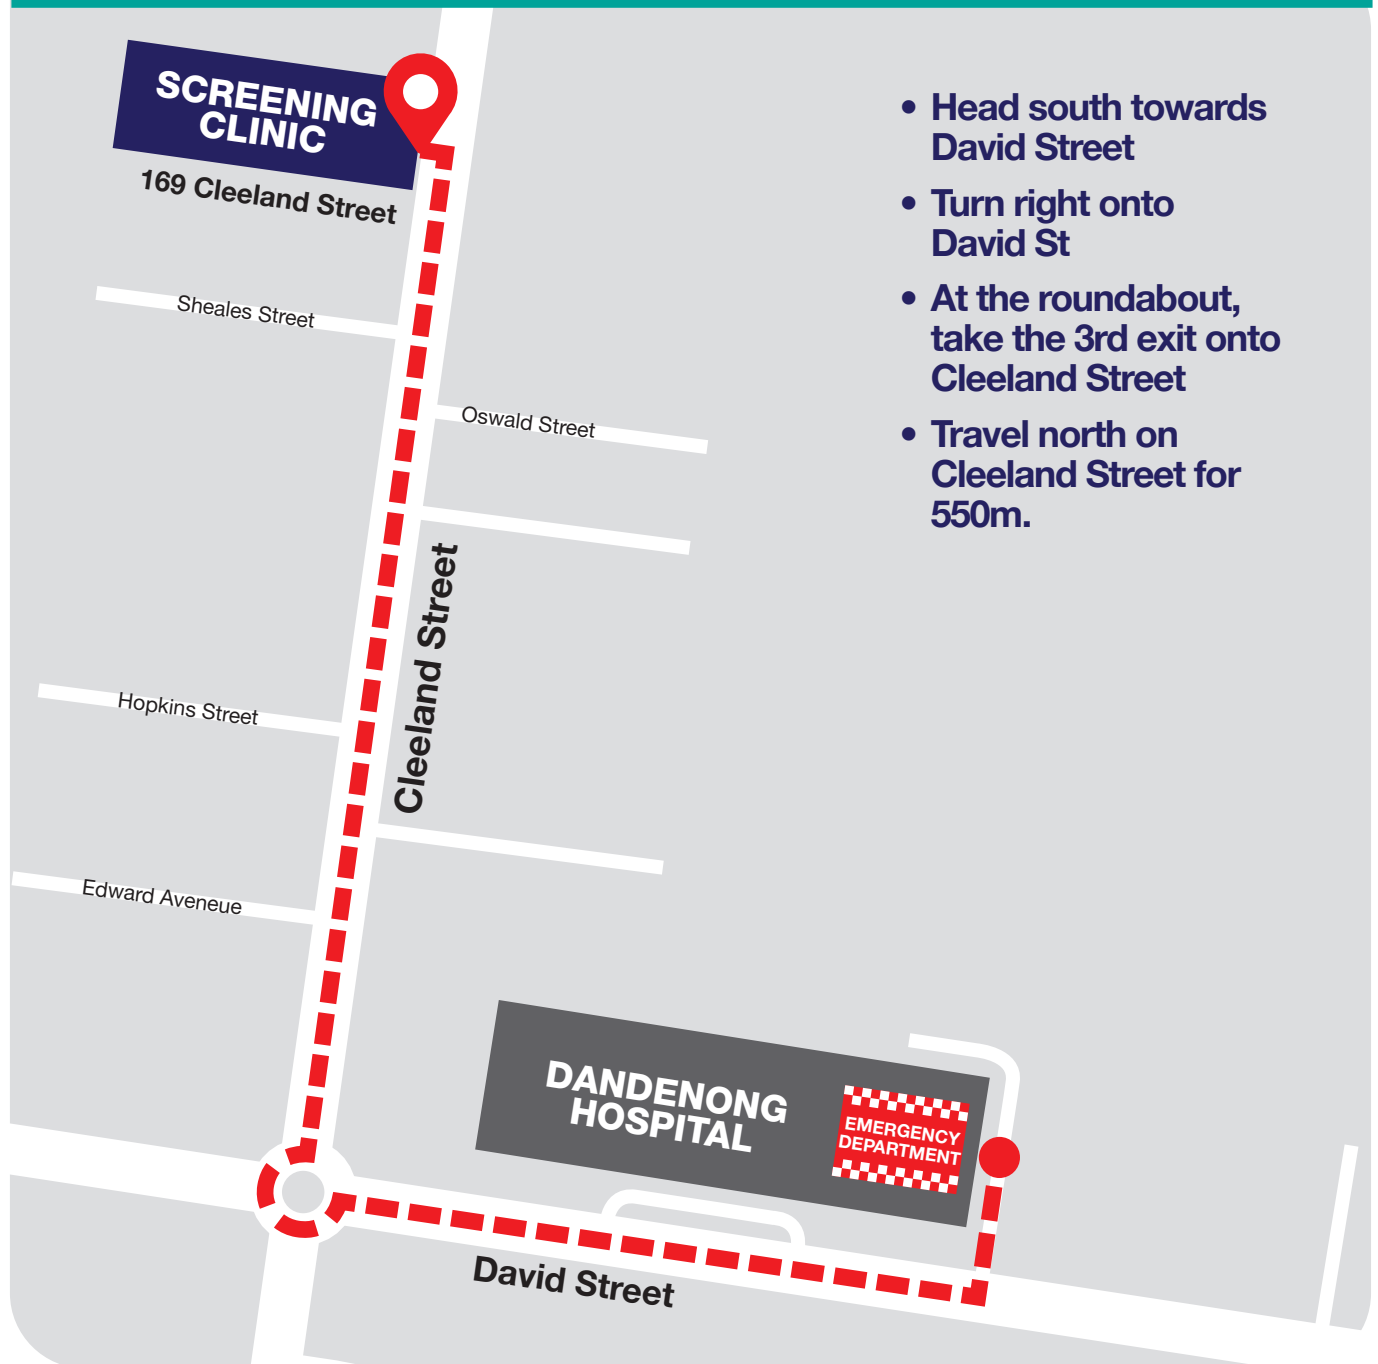 SCREENING
CLINIC
169 Cleeland Street
• Head south towards
David Street
• Turn right onto
David St
• At the roundabout,
take the 3rd exit onto
Cleeland Street
• Travel north on
Cleeland Street for
550m.
Sheales Street
Oswald Street
Cleeland Street
Hopkins Street
Edward Aveneue
DANDENONG
HOSPITAL
EMERGENCY
DEPARTMENT
David Street